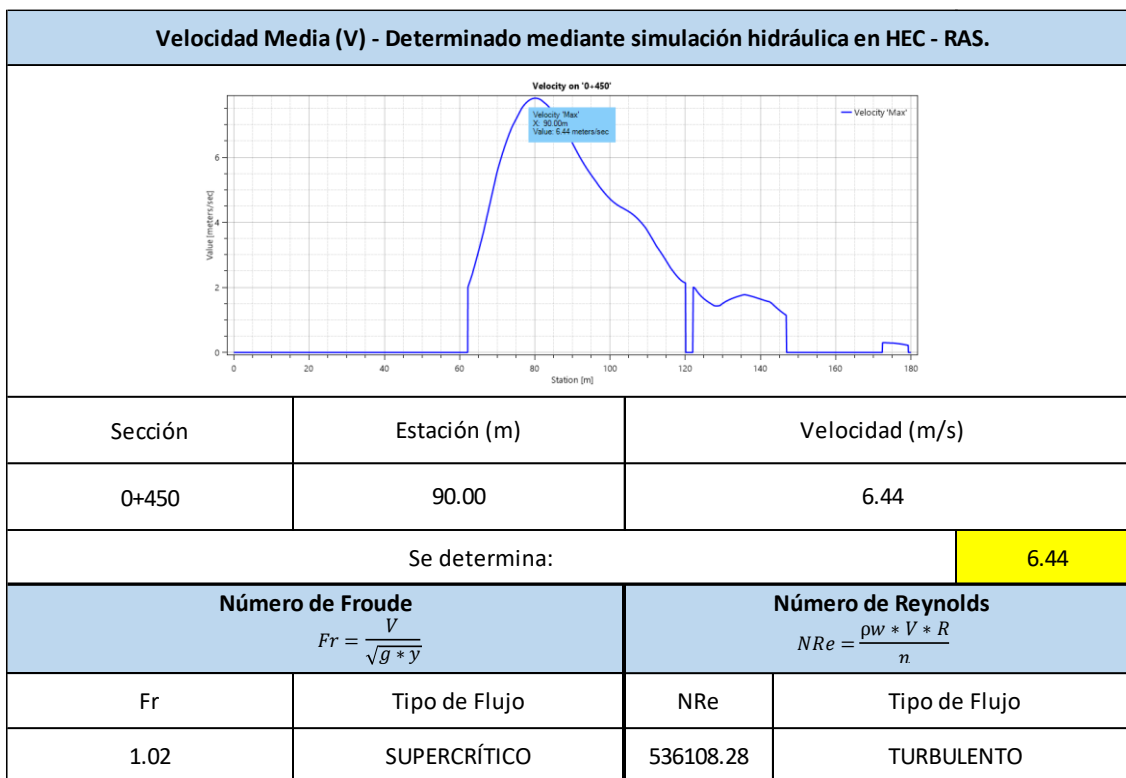 Velocidad Media (V) - Determinado mediante simulación hidráulica en HEC - RAS.
Velocity on '0+450'
Velocity 'Max'
X: 90.00m
Value: 6.44 meters/sec
Velocity 'Max'
Value [meters/sec]
6
4
2
0
0 20 40 60 80 100 120 140 160 180
Station [m]
Sección Estación (m) Velocidad (m/s)
0+450 90.00 6.44
Se determina: 6.44
Número de Froude Número de Reynolds
Fr = V / √g * y NRe = ρw * V * R / n
Fr Tipo de Flujo NRe Tipo de Flujo
1.02 SUPERCRÍTICO 536108.28 TURBULENTO